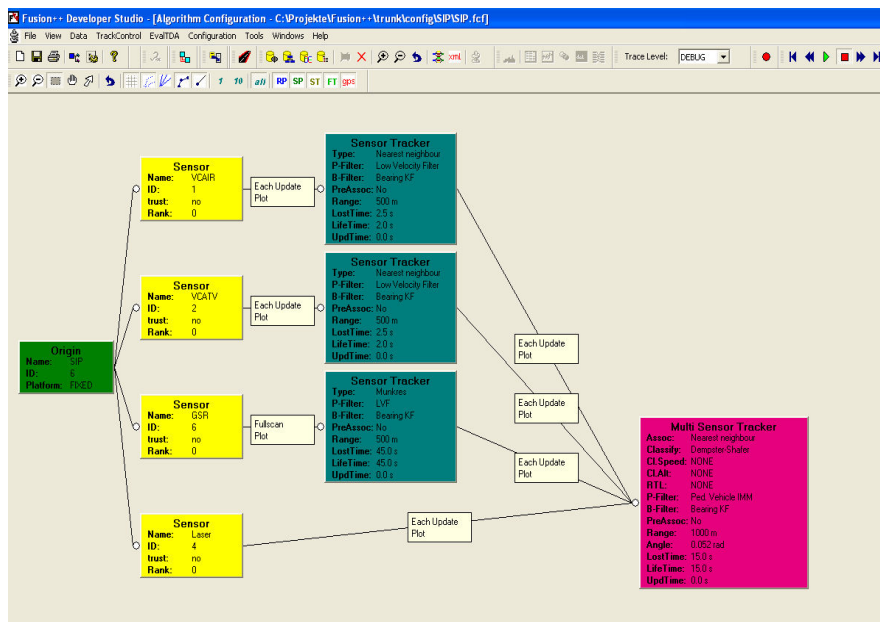 Fusion++ Developer Studio - [Algorithm Configuration - C:\Projekte\Fusion++\trunk\config\SIP\SIP.fcf]
File View Data TrackControl EvalTDA Configuration Tools Windows Help
xml Trace Level: DEBUG
1 10 all RP SP ST FT gps
Origin
Name: SIP
ID: 6
Platform: FIXED
Sensor
Name: VCAIR
ID: 1
trust: no
Rank: 0
Each Update
Plot
Sensor Tracker
Type: Nearest neighbour
P-Filter: Low Velocity Filter
B-Filter: Bearing KF
PreAssoc: No
Range: 500 m
LostTime: 2.5 s
LifeTime: 2.0 s
UpdTime: 0.0 s
Sensor
Name: VCATV
ID: 2
trust: no
Rank: 0
Each Update
Plot
Sensor Tracker
Type: Nearest neighbour
P-Filter: Low Velocity Filter
B-Filter: Bearing KF
PreAssoc: No
Range: 500 m
LostTime: 2.5 s
LifeTime: 2.0 s
UpdTime: 0.0 s
Sensor
Name: GSR
ID: 6
trust: no
Rank: 0
Fullscan
Plot
Sensor Tracker
Type: Munkres
P-Filter: LVF
B-Filter: Bearing KF
PreAssoc: No
Range: 500 m
LostTime: 45.0 s
LifeTime: 45.0 s
UpdTime: 0.0 s
Sensor
Name: Laser
ID: 4
trust: no
Rank: 0
Each Update
Plot
Each Update
Plot
Each Update
Plot
Each Update
Plot
Multi Sensor Tracker
Assoc: Nearest neighbour
Classify: Dempster-Shafer
CLSpeed: NONE
CLAlt: NONE
RTL: NONE
P-Filter: Ped. Vehicle IMM
B-Filter: Bearing KF
PreAssoc: No
Range: 1000 m
Angle: 0.052 rad
LostTime: 15.0 s
LifeTime: 15.0 s
UpdTime: 0.0 s